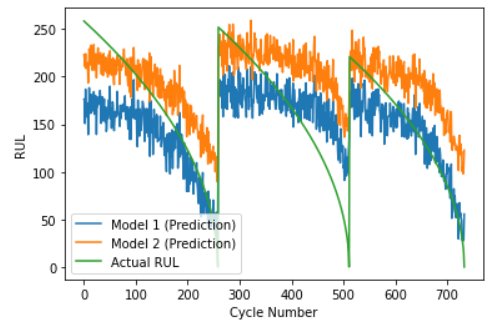 250
200
150
100
50
0
RUL
Model 1 (Prediction)
Model 2 (Prediction)
Actual RUL
0 100 200 300 400 500 600 700
Cycle Number